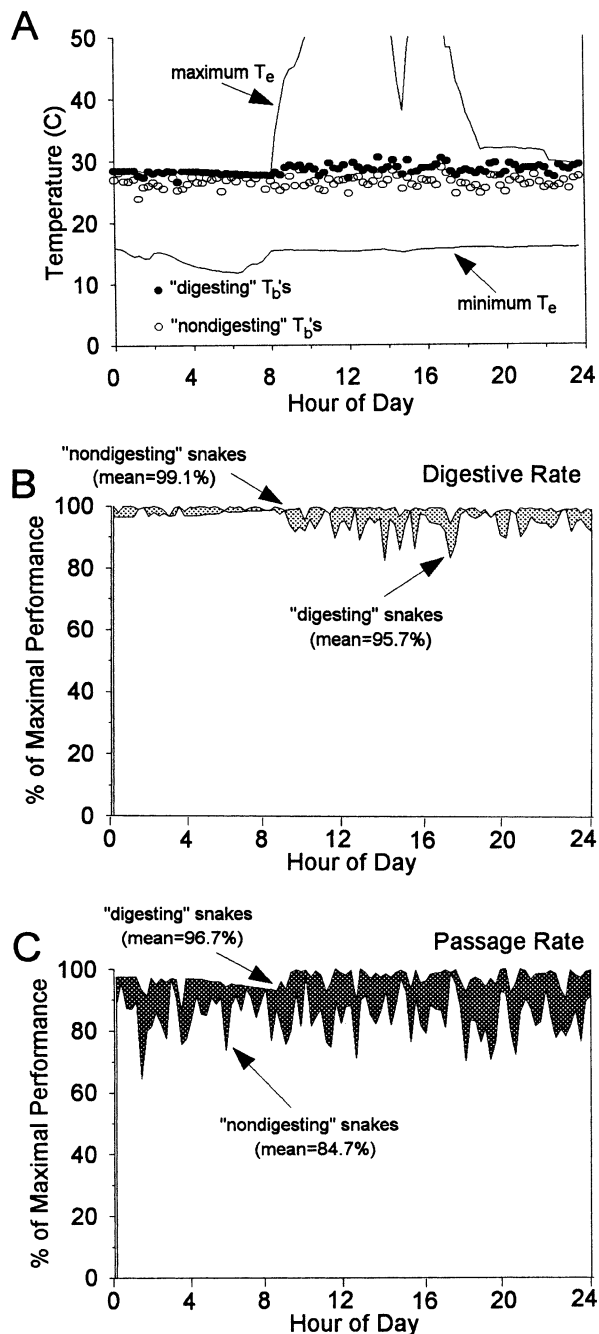 A
50
40
30
20
10
0
Temperature (C)
maximum Te
"digesting" Tb's
"nondigesting" Tb's
minimum Te
0 4 8 12 16 20 24
Hour of Day
"nondigesting" snakes
(mean=99.1%)
B
Digestive Rate
100
80
60
40
20
0
% of Maximal Performance
"digesting" snakes
(mean=95.7%)
0 4 8 12 16 20 24
Hour of Day
"digesting" snakes
(mean=96.7%)
C
Passage Rate
100
80
60
40
20
0
% of Maximal Performance
"nondigesting" snakes
(mean=84.7%)
0 4 8 12 16 20 24
Hour of Day